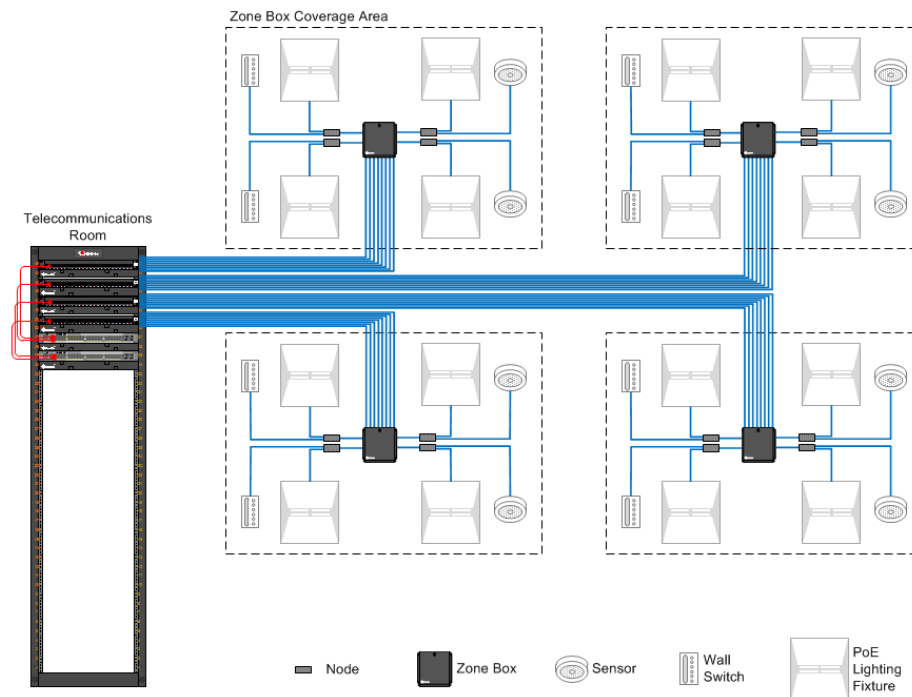 Zone Box Coverage Area
Telecommunications
Room
Node
Zone Box
Sensor
Wall
Switch
PoE
Lighting
Fixture